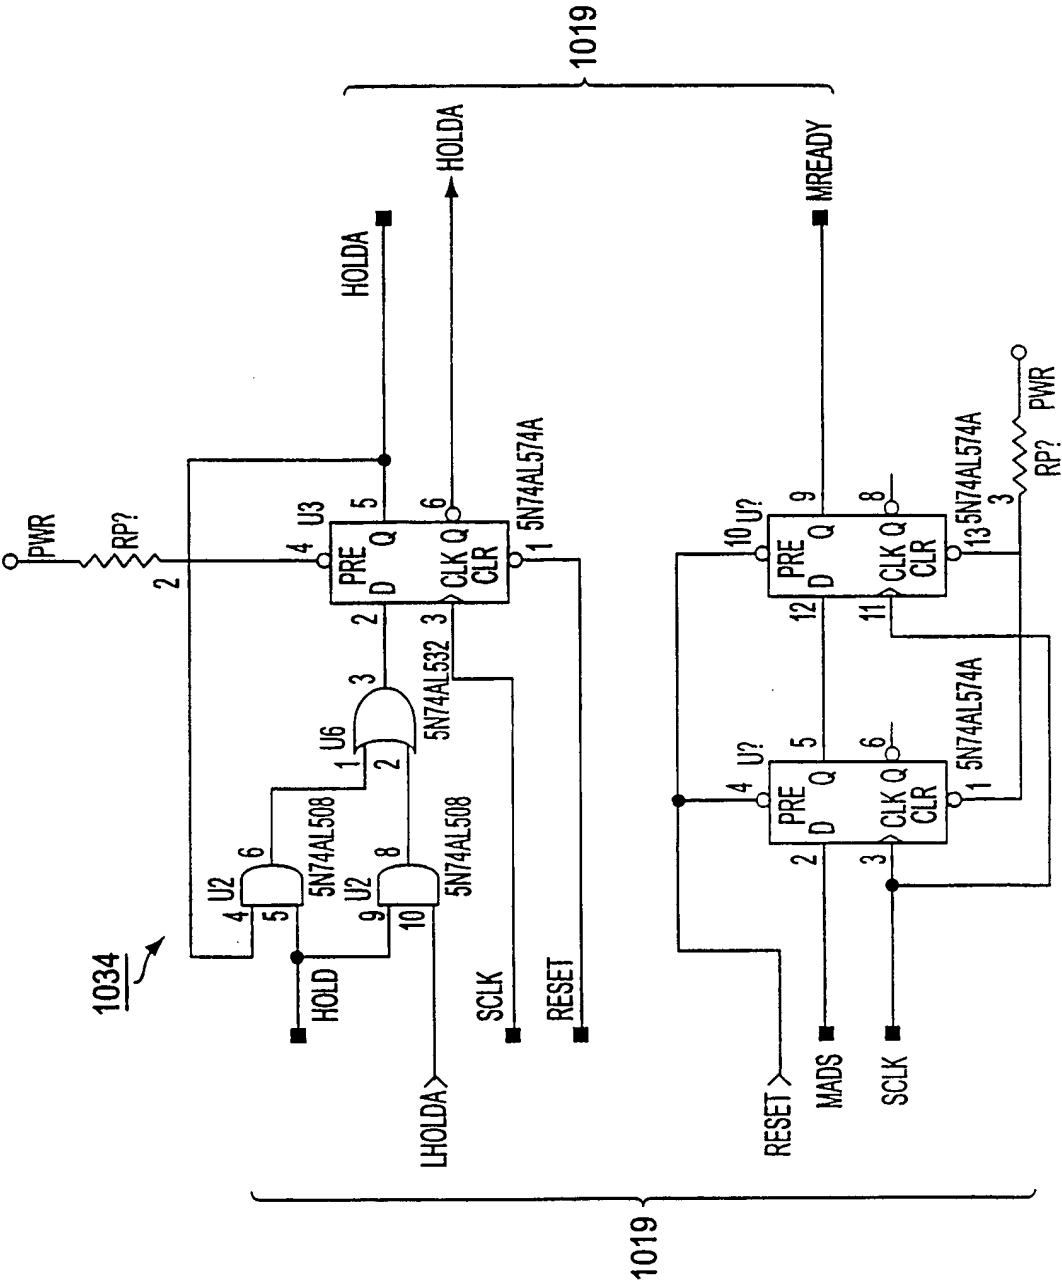 1034
PWR
RP?
2
U2
4
5
6
5N74AL508
HOLD
U2
9
10
8
5N74AL508
LHOLDA
U6
1
2
3
5N74AL532
U3
4
PRE
2
D
Q
5
3
CLK
Q
6
CLR
1
5N74AL574A
HOLDA
HOLDA
SCLK
RESET
1019
RESET
MADS
SCLK
U?
4
PRE
2
D
Q
5
3
CLK
Q
6
CLR
1
5N74AL574A
U?
10
PRE
12
D
Q
9
11
CLK
Q
8
CLR
13
5N74AL574A
MREADY
3
RP?
PWR
1019